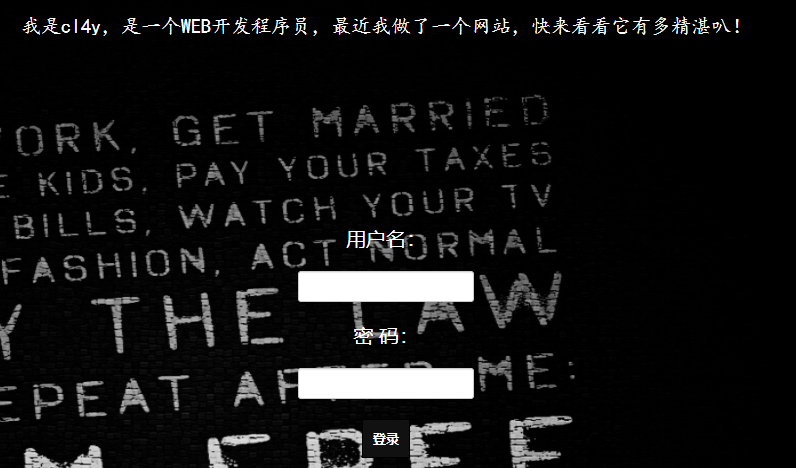 我是cl4y，是一个WEB开发程序员，最近我做了一个网站，快来看看它有多精湛叭！
ORK, GET MARRIED
E KIDS, PAY YOUR TAXES
BILLS, WATCH YOUR TV
FASHION, ACT NORMAL
用户名：
Y THE LAW
密 码：
EPEAT AFTER ME:
M FREE
登录